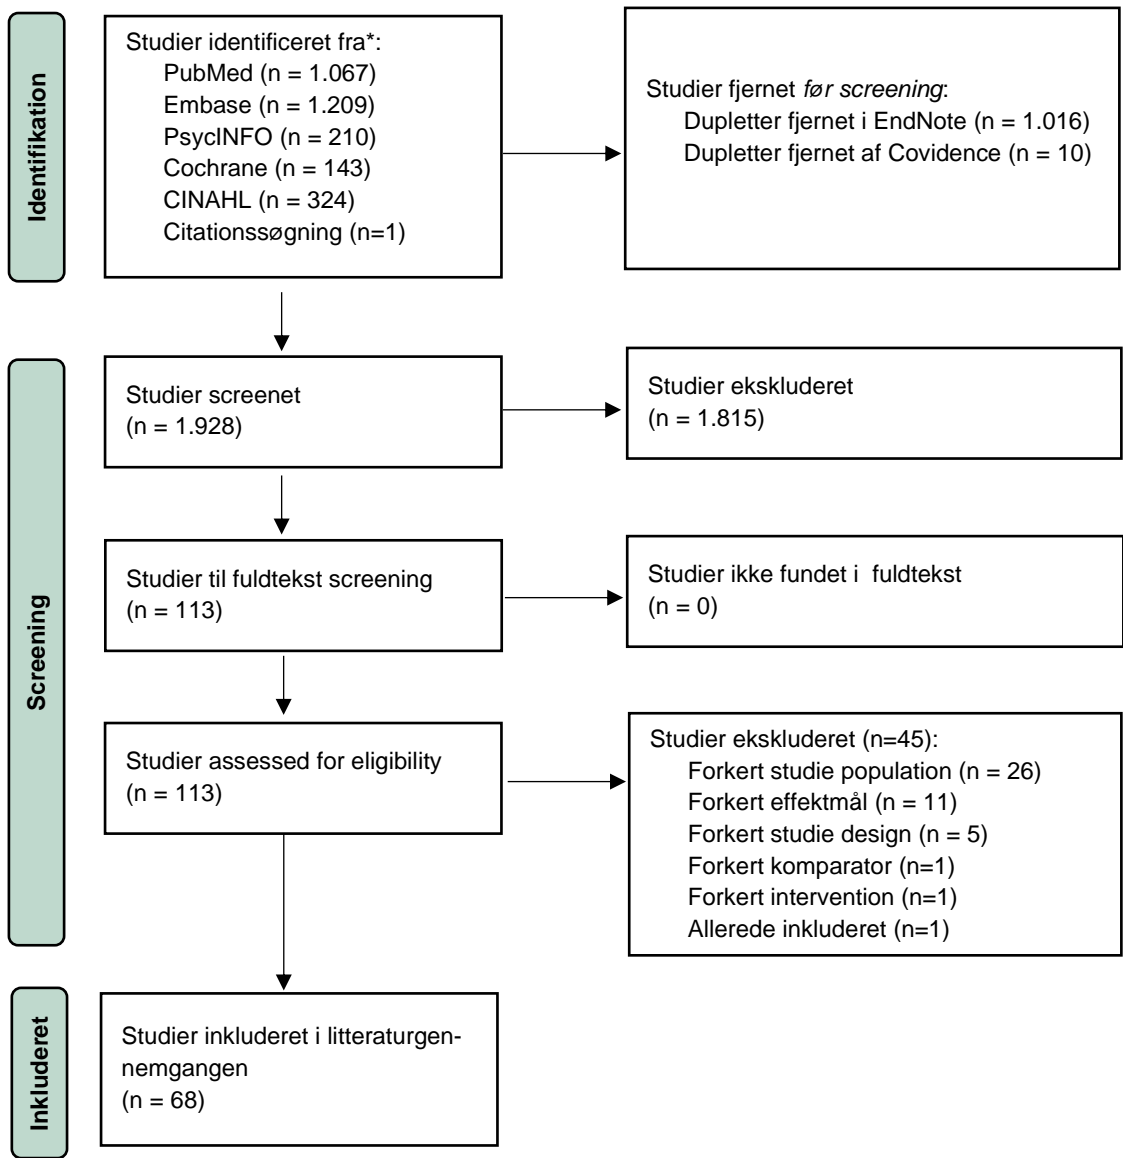 Identifikation
Studier identificeret fra*:
PubMed (n = 1.067)
Embase (n = 1.209)
PsycINFO (n = 210)
Cochrane (n = 143)
CINAHL (n = 324)
Citationssøgning (n=1)
Studier fjernet før screening:
Dupletter fjernet i EndNote (n = 1.016)
Dupletter fjernet af Covidence (n = 10)
Screening
Studier screenet
(n = 1.928)
Studier ekskluderet
(n = 1.815)
Studier til fuldtekst screening
(n = 113)
Studier ikke fundet i  fuldtekst
(n = 0)
Studier assessed for eligibility
(n = 113)
Studier ekskluderet (n=45):
Forkert studie population (n = 26)
Forkert effektmål (n = 11)
Forkert studie design (n = 5)
Forkert komparator (n=1)
Forkert intervention (n=1)
Allerede inkluderet (n=1)
Inkluderet
Studier inkluderet i litteraturgen-
nemgangen
(n = 68)